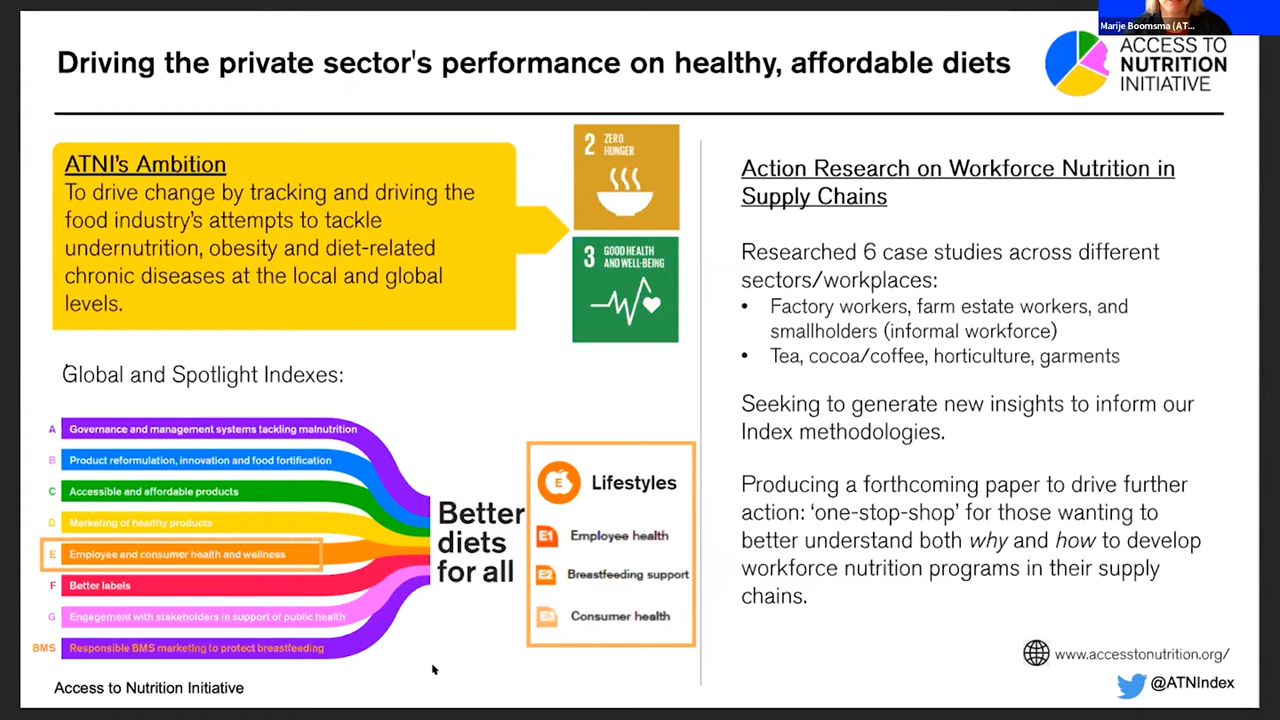 Marije Boomsma (AT...
Driving the private sector's performance on healthy, affordable diets
ACCESS TO
NUTRITION
INITIATIVE
ATNI's Ambition
To drive change by tracking and driving the
food industry's attempts to tackle
undernutrition, obesity and diet-related
chronic diseases at the local and global
levels.
2 ZERO
HUNGER
3 GOOD HEALTH
AND WELL-BEING
Global and Spotlight Indexes:
A Governance and management systems tackling malnutrition
B Product reformulation, innovation and food fortification
C Accessible and affordable products
D Marketing of healthy products
E Employee and consumer health and wellness
F Better labels
G Engagement with stakeholders in support of public health
BMS Responsible BMS marketing to protect breastfeeding
Better
diets
for all
E Lifestyles
E1 Employee health
E2 Breastfeeding support
E3 Consumer health
Access to Nutrition Initiative
Action Research on Workforce Nutrition in
Supply Chains
Researched 6 case studies across different
sectors/workplaces:
• Factory workers, farm estate workers, and
smallholders (informal workforce)
• Tea, cocoa/coffee, horticulture, garments
Seeking to generate new insights to inform our
Index methodologies.
Producing a forthcoming paper to drive further
action: 'one-stop-shop' for those wanting to
better understand both why and how to develop
workforce nutrition programs in their supply
chains.
www.accesstonutrition.org/
@ATNIndex